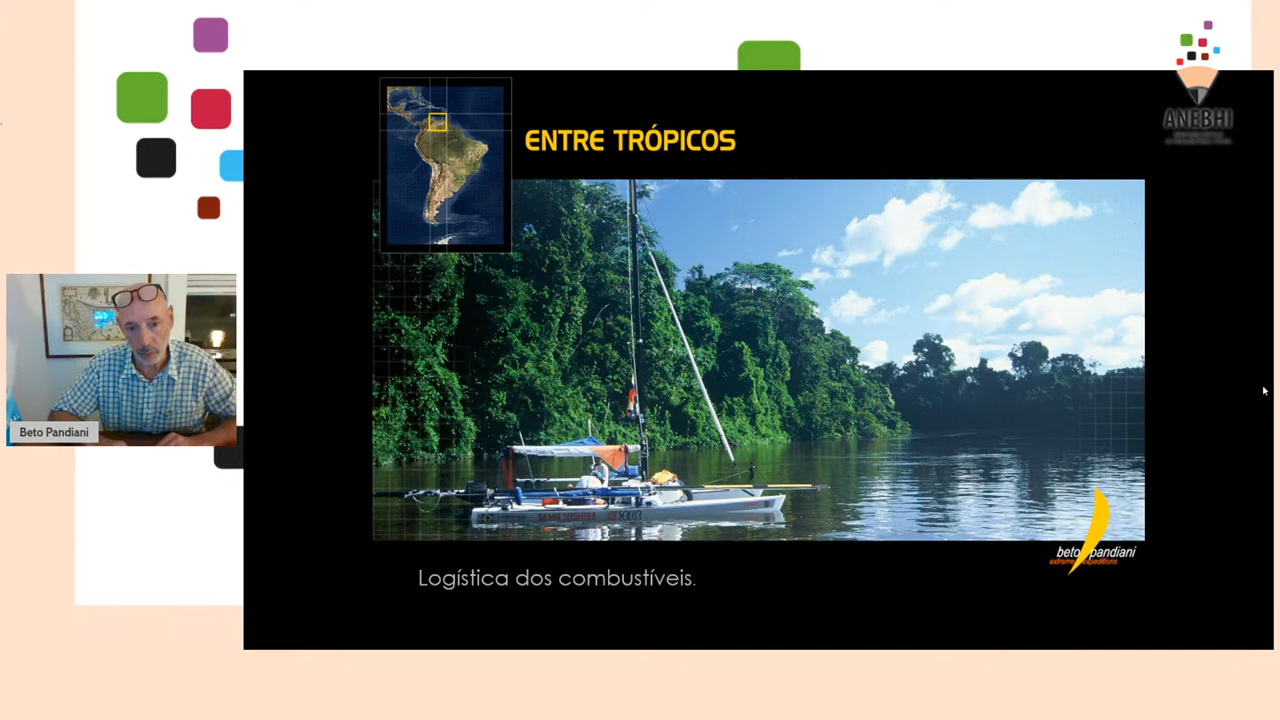 ANEBHI
ENTRE TRÓPICOS
Beto Pandiani
beto pandiani
extreme expeditions
Logística dos combustíveis.